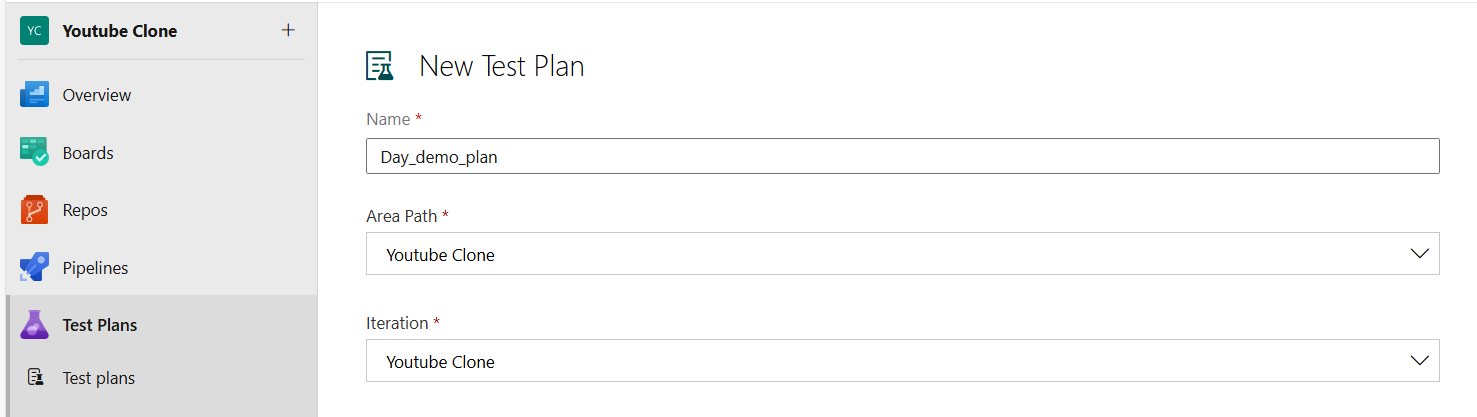 YC Youtube Clone +
Overview
Boards
Repos
Pipelines
Test Plans
Test plans
New Test Plan
Name *
Day_demo_plan
Area Path *
Youtube Clone
Iteration *
Youtube Clone